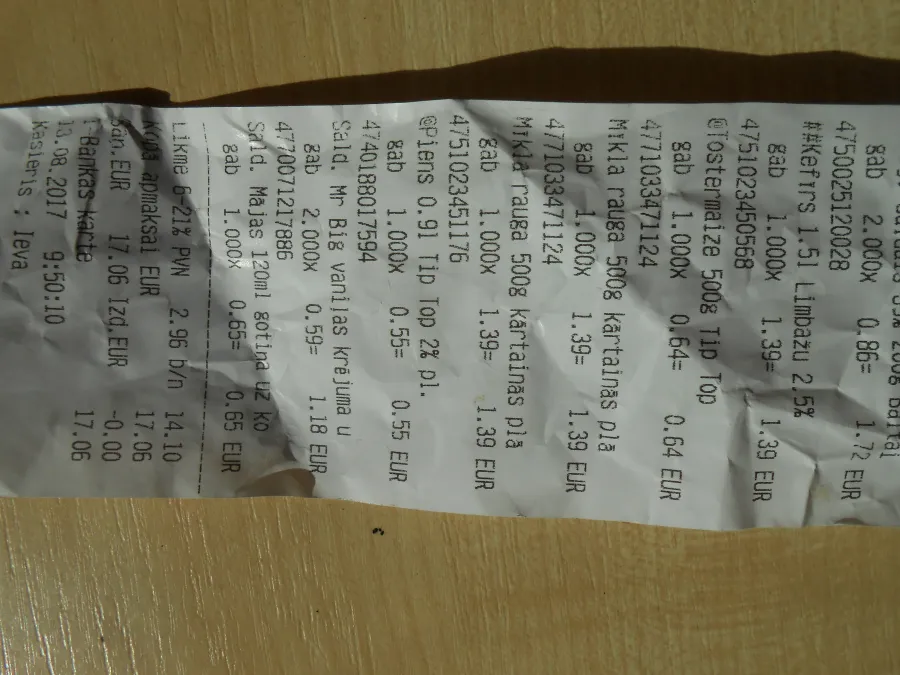 35% 200g Baltai
4750025120028
gab 2.000x 0.86= 1.72 EUR
##Kefīrs 1.5l Limbažu 2.5%
4751023450568
gab 1.000x 1.39= 1.39 EUR
@Tostermaize 500g Tip Top
4771033471124
gab 1.000x 0.64= 0.64 EUR
Mīkla rauga 500g kārtainās plā
4771033471124
gab 1.000x 1.39= 1.39 EUR
Mīkla rauga 500g kārtainās plā
4751023451176
gab 1.000x 1.39= 1.39 EUR
@Piens 0.9l Tip Top 2% pl.
4740188017594
gab 1.000x 0.55= 0.55 EUR
Sald. Mr Big vaniļas krējuma u
4770071217886
gab 2.000x 0.59= 1.18 EUR
Sald. Mājas 120ml gotiņa uz ko
gab 1.000x 0.65= 0.65 EUR
Likme 6-21% PVN 2.96 b/n 14.10
Kopā apmaksai EUR 17.06
Saņ.EUR 17.06 Izd.EUR -0.00
Bankas karte 17.06
.08.2017 9:50:10
Kasieris : Ieva